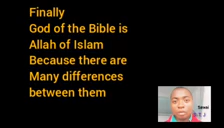 Finally
God of the Bible is
Allah of Islam
Because there are
Many differences
between them